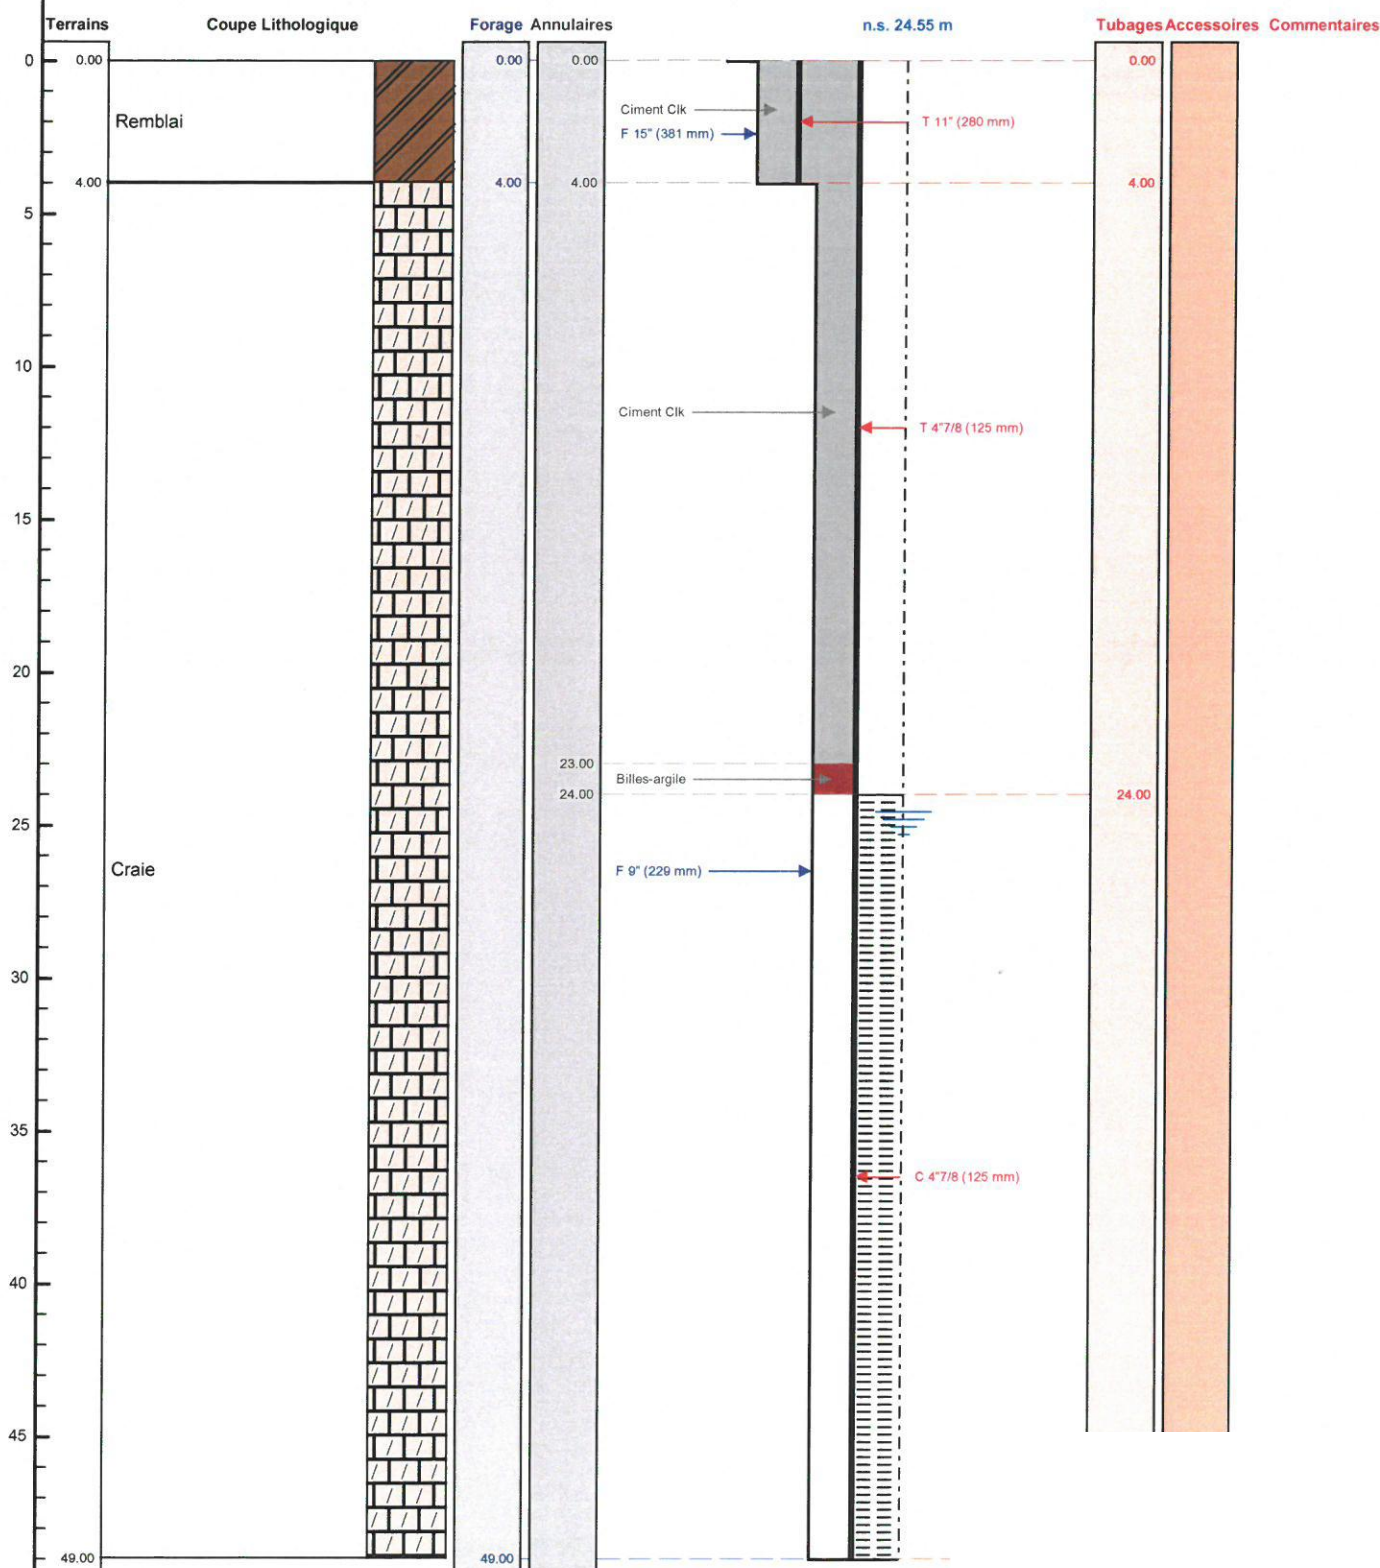 Terrains Coupe Lithologique Forage Annulaires n.s. 24.55 m Tubages Accessoires Commentaires
0 0.00 0.00 0.00 0.00
Ciment Clk
Remblai T 11" (280 mm)
F 15" (381 mm)
4.00 4.00 4.00 4.00
5
10
Ciment Clk
T 4"7/8 (125 mm)
15
20
23.00
Billes-argile
24.00 24.00
25
Craie F 9" (229 mm)
30
35
C 4"7/8 (125 mm)
40
45
49.00 49.00